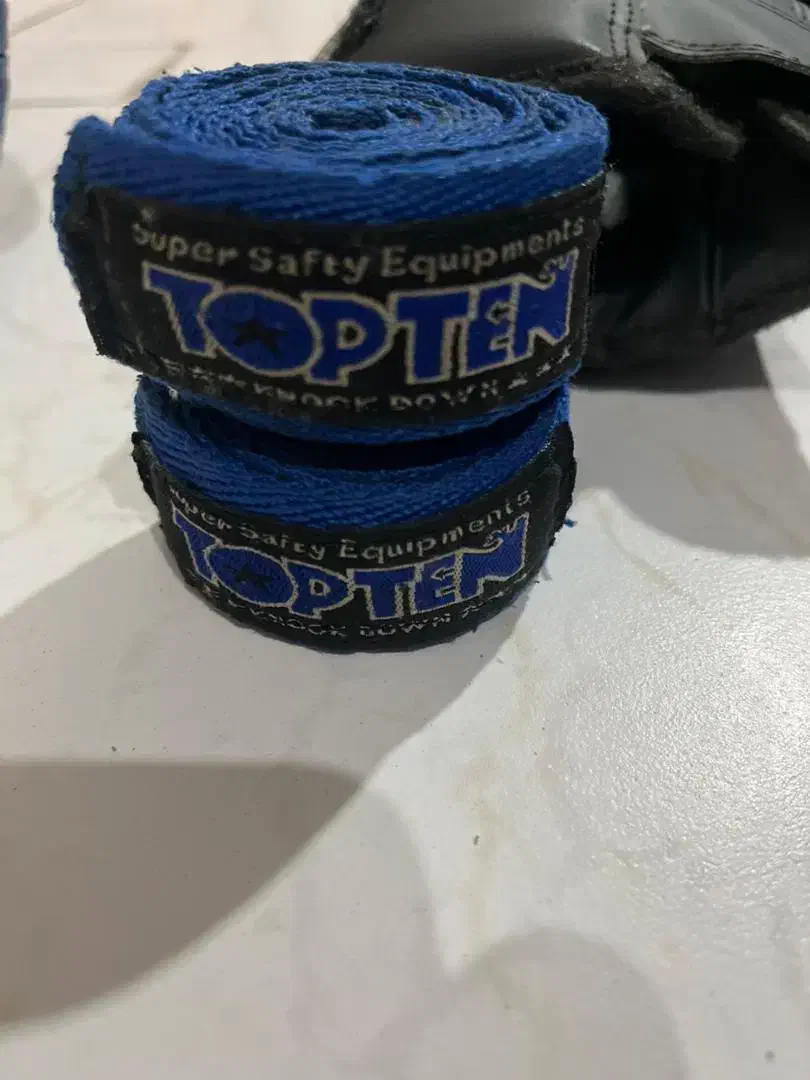 Super Safty Equipments
TOPTEN
KNOCK DOWN
Super Safty Equipments
TOPTEN
KNOCK DOWN